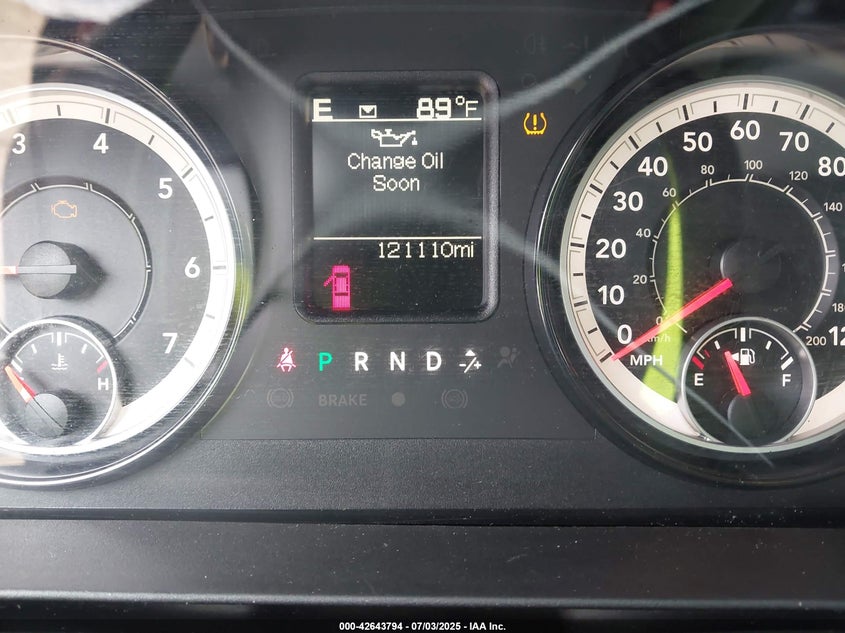 E 89°F
Change Oil
Soon
121110mi
3 4 5 6 7
H
P R N D
BRAKE
0 10 20 30 40 50 60 70 80
0 20 40 60 80 100 120 140
200
km/h
MPH
E F
000-42643794 - 07/03/2025 - IAA Inc.